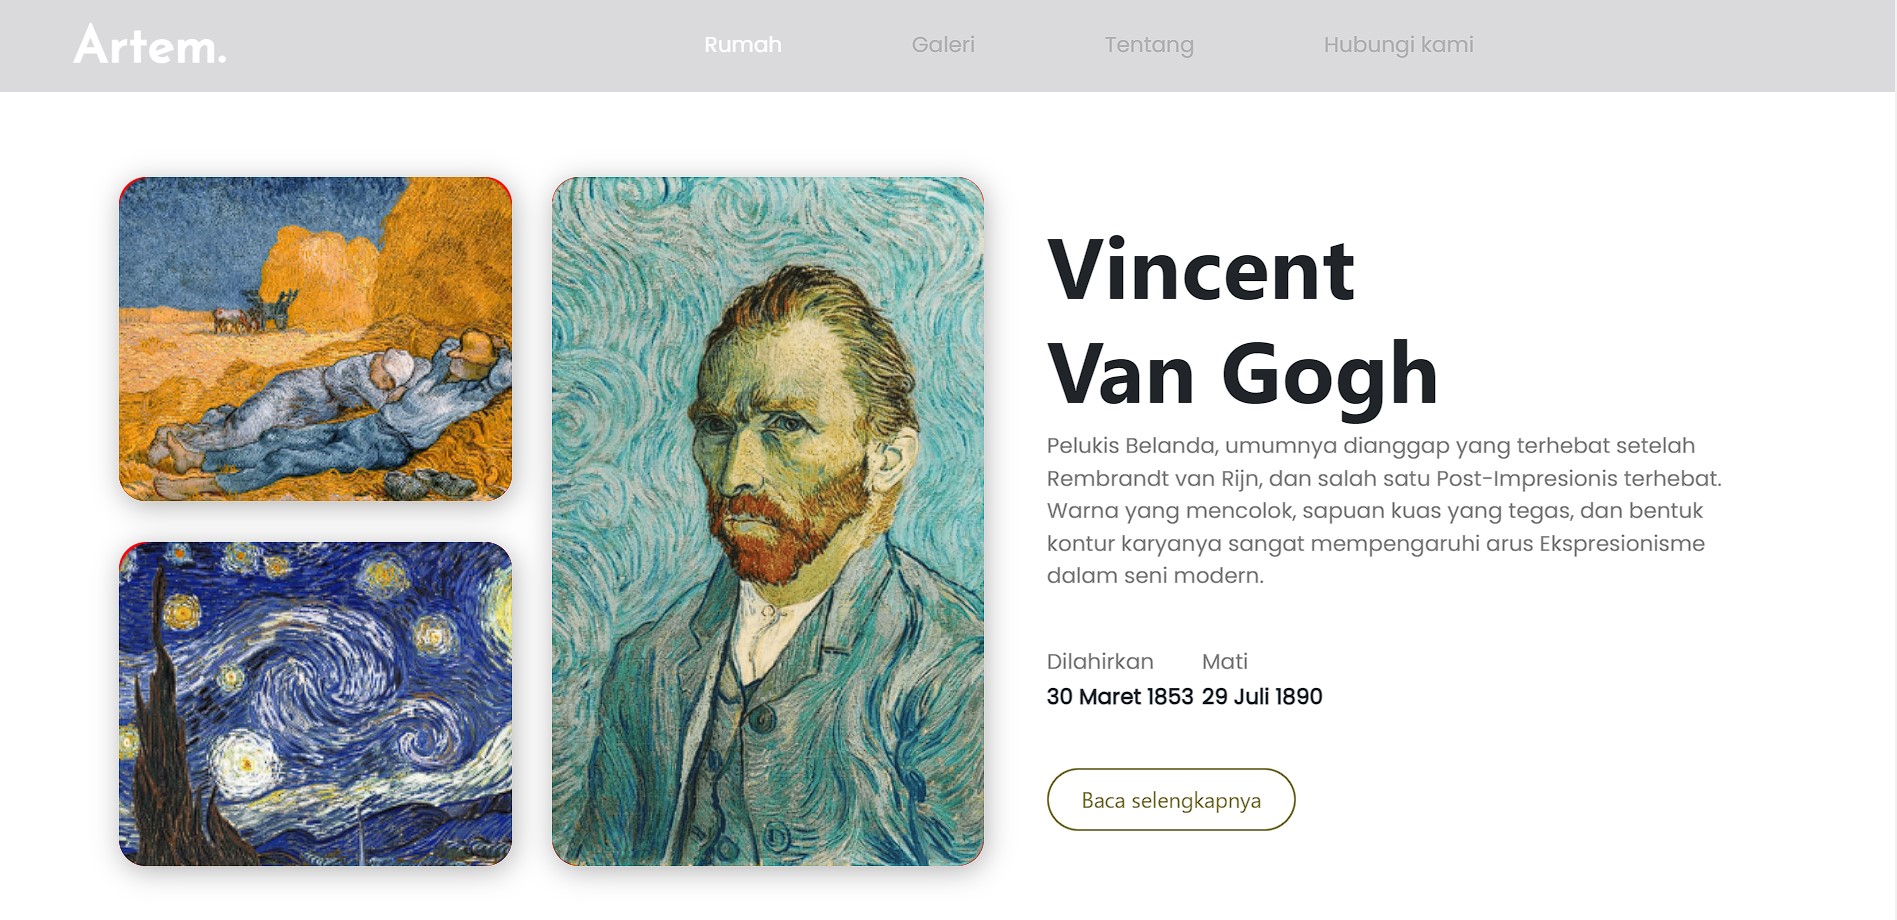 Artem.
Rumah
Galeri
Tentang
Hubungi kami
Vincent
Van Gogh
Pelukis Belanda, umumnya dianggap yang terhebat setelah
Rembrandt van Rijn, dan salah satu Post-Impresionis terhebat.
Warna yang mencolok, sapuan kuas yang tegas, dan bentuk
kontur karyanya sangat mempengaruhi arus Ekspresionisme
dalam seni modern.
Dilahirkan
Mati
30 Maret 1853
29 Juli 1890
Baca selengkapnya